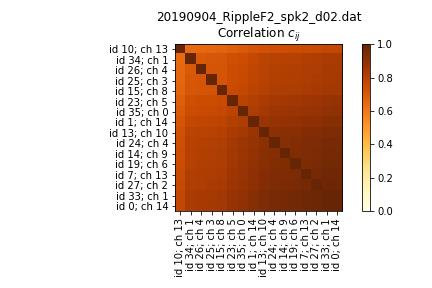 20190904_RippleF2_spk2_d02.dat
Correlation c_ij
id 10; ch 13
id 34; ch 1
id 26; ch 4
id 25; ch 3
id 15; ch 8
id 23; ch 5
id 35; ch 0
id 1; ch 14
id 13; ch 10
id 24; ch 4
id 14; ch 9
id 19; ch 6
id 7; ch 13
id 27; ch 2
id 33; ch 1
id 0; ch 14
1.0
0.8
0.6
0.4
0.2
0.0
id 10; ch 13
id 34; ch 1
id 26; ch 4
id 25; ch 3
id 15; ch 8
id 23; ch 5
id 35; ch 0
id 1; ch 14
id 13; ch 10
id 24; ch 4
id 14; ch 9
id 19; ch 6
id 7; ch 13
id 27; ch 2
id 33; ch 1
id 0; ch 14